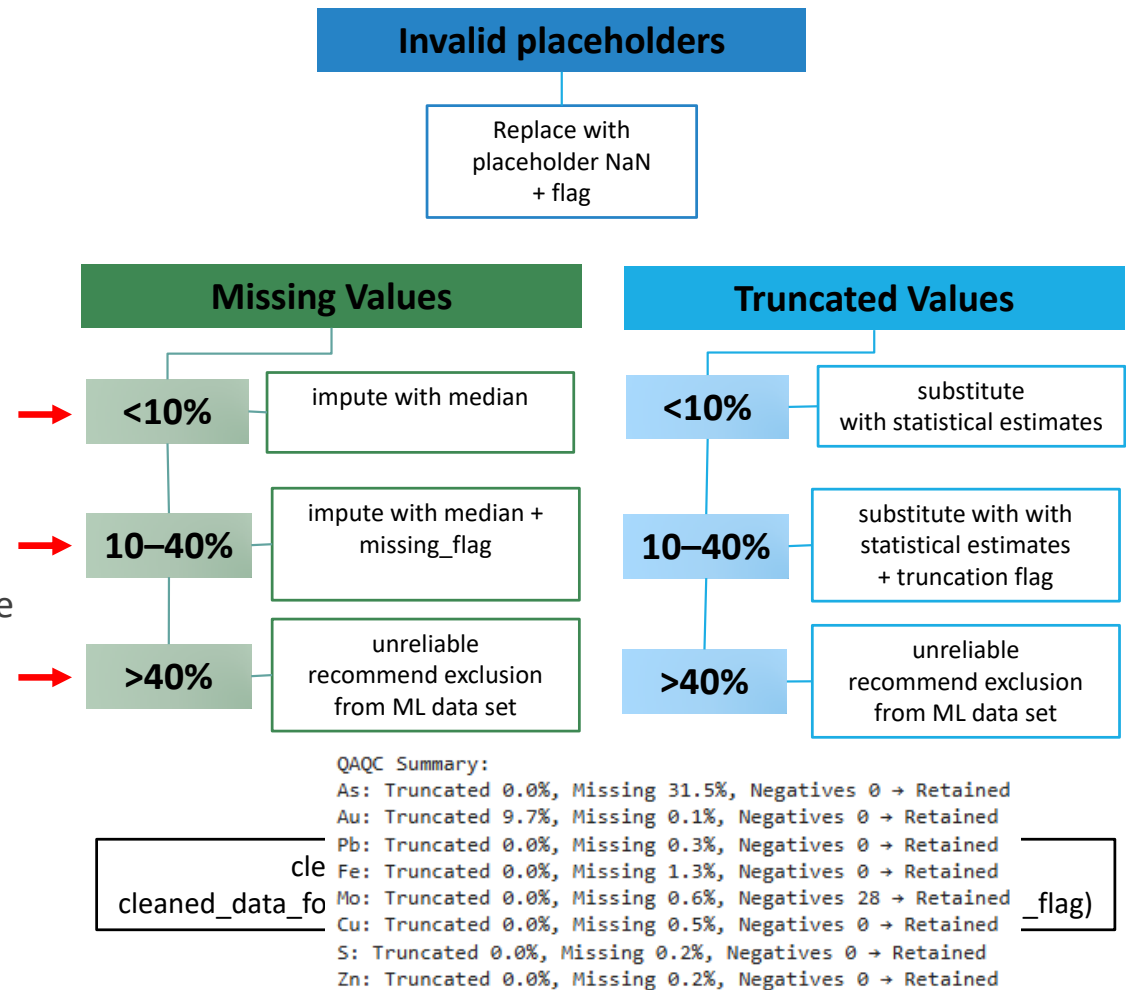 Invalid placeholders
Replace with
placeholder NaN
+ flag
Missing Values
<10%
impute with median
10–40%
impute with median +
missing_flag
>40%
unreliable
recommend exclusion
from ML data set
Truncated Values
<10%
substitute
with statistical estimates
10–40%
substitute with with
statistical estimates
+ truncation flag
>40%
unreliable
recommend exclusion
from ML data set
e
QAQC Summary:
As: Truncated 0.0%, Missing 31.5%, Negatives 0 → Retained
Au: Truncated 9.7%, Missing 0.1%, Negatives 0 → Retained
Pb: Truncated 0.0%, Missing 0.3%, Negatives 0 → Retained
Fe: Truncated 0.0%, Missing 1.3%, Negatives 0 → Retained
Mo: Truncated 0.0%, Missing 0.6%, Negatives 28 → Retained
Cu: Truncated 0.0%, Missing 0.5%, Negatives 0 → Retained
S: Truncated 0.0%, Missing 0.2%, Negatives 0 → Retained
Zn: Truncated 0.0%, Missing 0.2%, Negatives 0 → Retained
cle
cleaned_data_fo _flag)